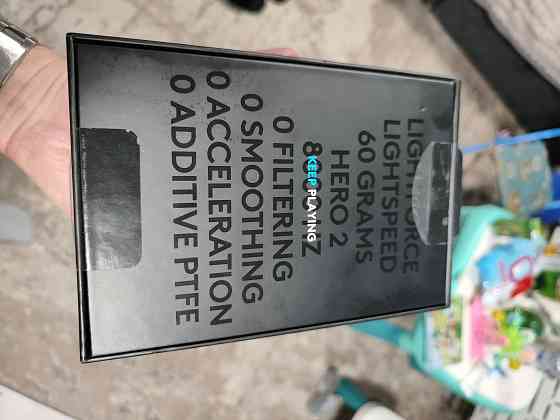 LIGHTFORCE
LIGHTSPEED
60 GRAMS
HERO 2
KEEP PLAYING
0 FILTERING
0 SMOOTHING
0 ACCELERATION
0 ADDITIVE PTFE